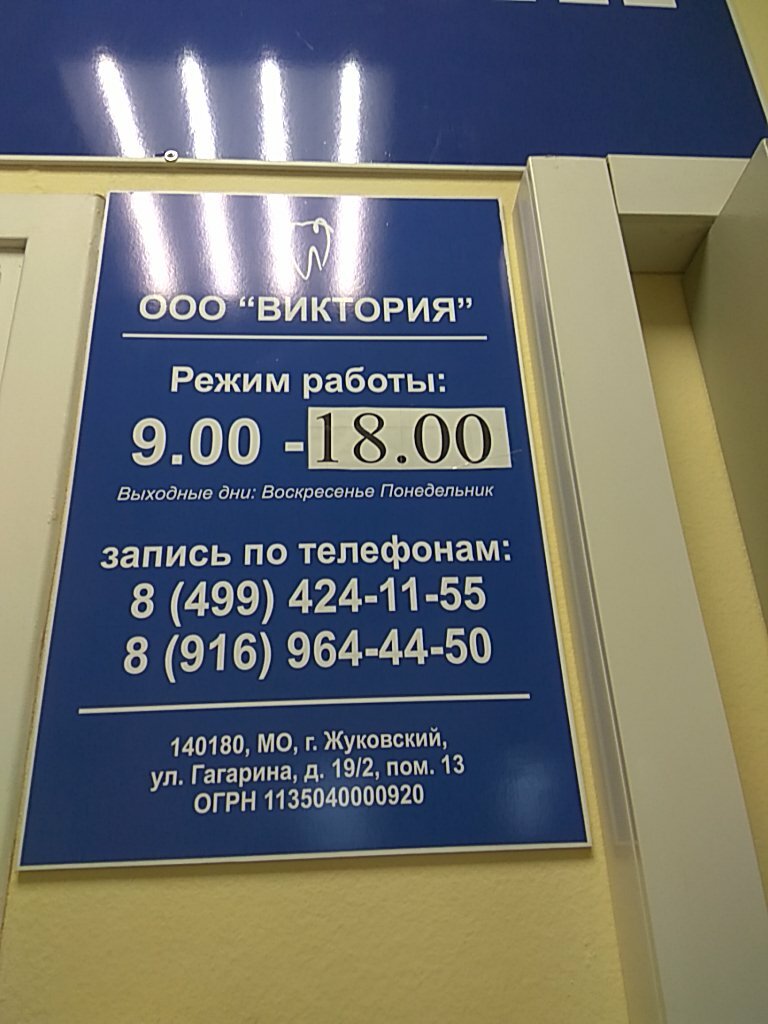 ООО “ВИКТОРИЯ”
Режим работы:
9.00 -18.00
Выходные дни: Воскресенье Понедельник
запись по телефонам:
8 (499) 424-11-55
8 (916) 964-44-50
140180, МО, г. Жуковский,
ул. Гагарина, д. 19/2, пом. 13
ОГРН 1135040000920